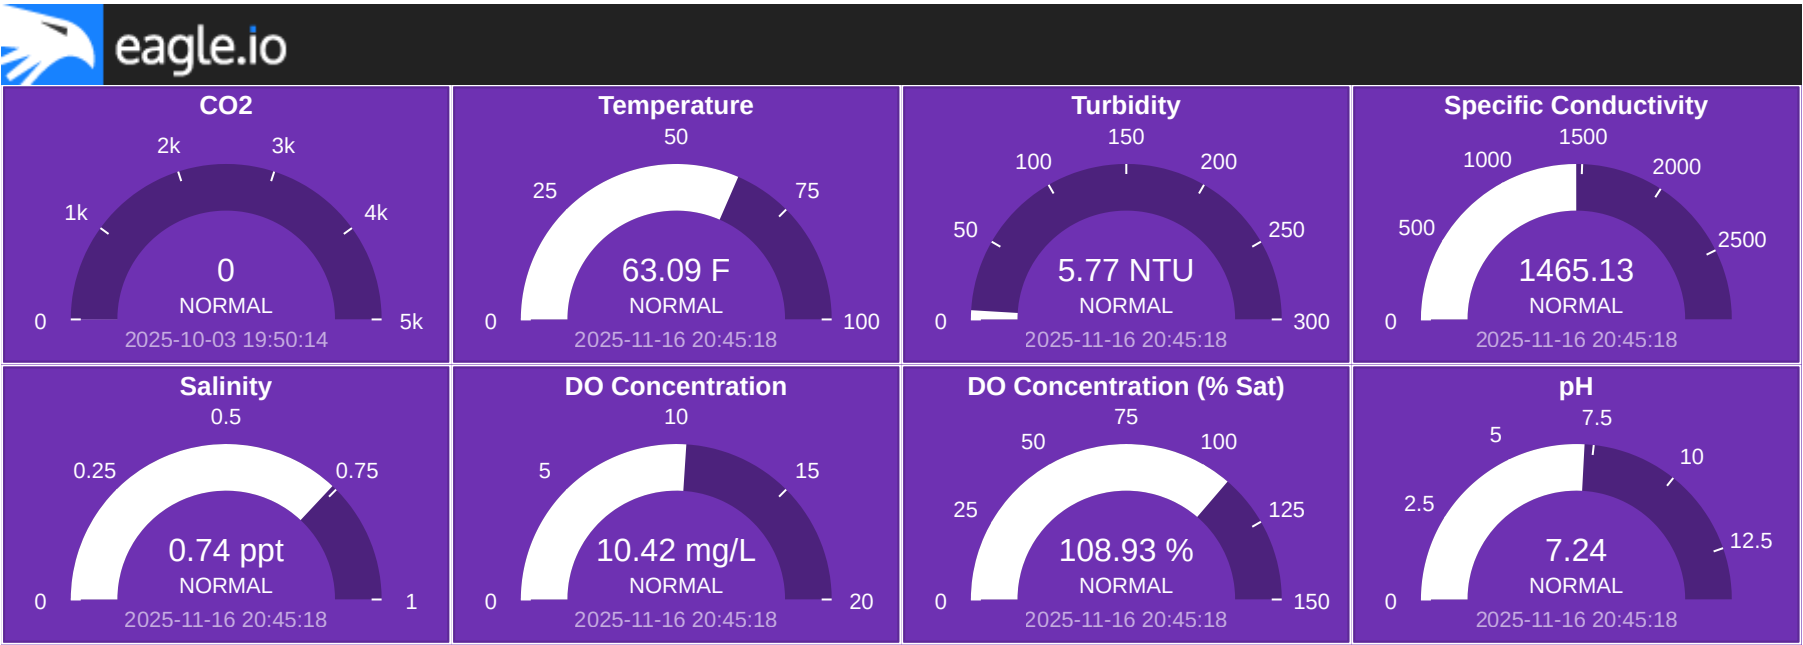 eagle.io
CO2
2k
3k
1k
4k
0
NORMAL
0
5k
2025-10-03 19:50:14
Temperature
50
25
75
63.09 F
NORMAL
0
100
2025-11-16 20:45:18
Turbidity
150
100
200
50
250
5.77 NTU
NORMAL
0
300
2025-11-16 20:45:18
Specific Conductivity
1500
1000
2000
500
2500
1465.13
NORMAL
0
2025-11-16 20:45:18
Salinity
0.5
0.25
0.75
0.74 ppt
NORMAL
0
1
2025-11-16 20:45:18
DO Concentration
10
5
15
10.42 mg/L
NORMAL
0
20
2025-11-16 20:45:18
DO Concentration (% Sat)
75
50
100
25
125
108.93 %
NORMAL
0
150
2025-11-16 20:45:18
pH
7.5
5
10
2.5
12.5
7.24
NORMAL
0
2025-11-16 20:45:18